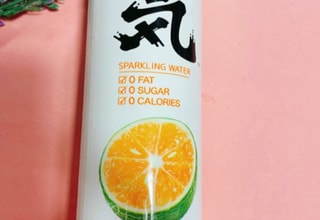 気
SPARKLING WATER
☑ 0 FAT
☑ 0 SUGAR
☑ 0 CALORIES